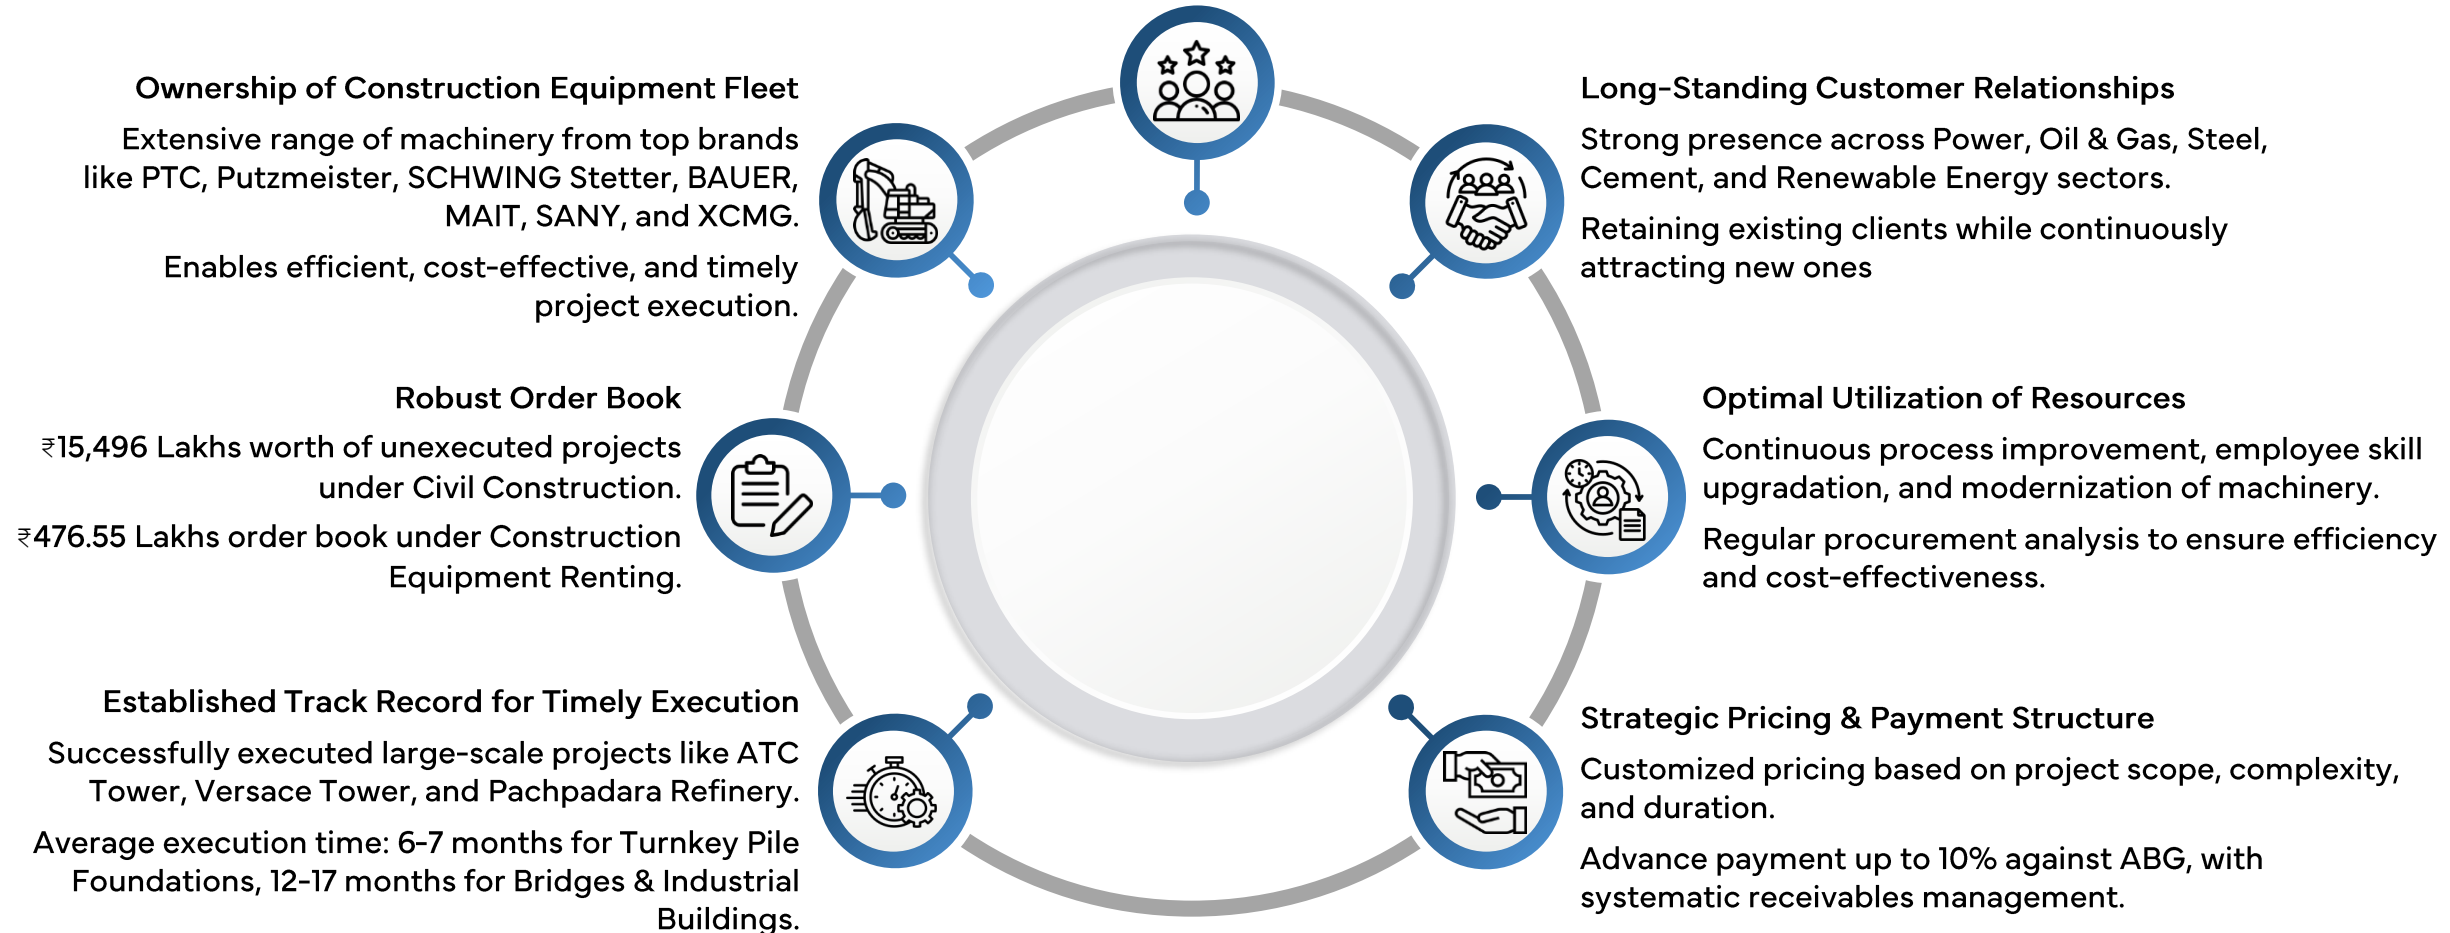 Ownership of Construction Equipment Fleet
Extensive range of machinery from top brands
like PTC, Putzmeister, SCHWING Stetter, BAUER,
MAIT, SANY, and XCMG.
Enables efficient, cost-effective, and timely
project execution.
Robust Order Book
₹15,496 Lakhs worth of unexecuted projects
under Civil Construction.
₹476.55 Lakhs order book under Construction
Equipment Renting.
Established Track Record for Timely Execution
Successfully executed large-scale projects like ATC
Tower, Versace Tower, and Pachpadara Refinery.
Average execution time: 6-7 months for Turnkey Pile
Foundations, 12-17 months for Bridges & Industrial
Buildings.
Long-Standing Customer Relationships
Strong presence across Power, Oil & Gas, Steel,
Cement, and Renewable Energy sectors.
Retaining existing clients while continuously
attracting new ones
Optimal Utilization of Resources
Continuous process improvement, employee skill
upgradation, and modernization of machinery.
Regular procurement analysis to ensure efficiency
and cost-effectiveness.
Strategic Pricing & Payment Structure
Customized pricing based on project scope, complexity,
and duration.
Advance payment up to 10% against ABG, with
systematic receivables management.